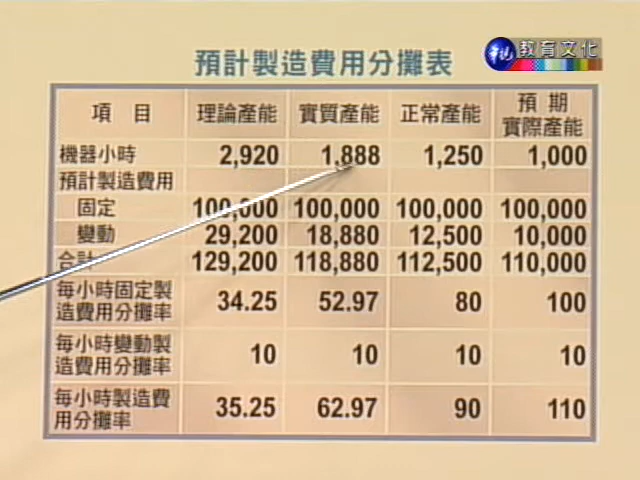 華視 教育文化
預計製造費用分攤表
項 目 理論產能 實質產能 正常產能 預 期 實際產能
機器小時 2,920 1,888 1,250 1,000
預計製造費用
固定 100,000 100,000 100,000 100,000
變動 29,200 18,880 12,500 10,000
合計 129,200 118,880 112,500 110,000
每小時固定製
造費用分攤率 34.25 52.97 80 100
每小時變動製
造費用分攤率 10 10 10 10
每小時製造費
用分攤率 35.25 62.97 90 110